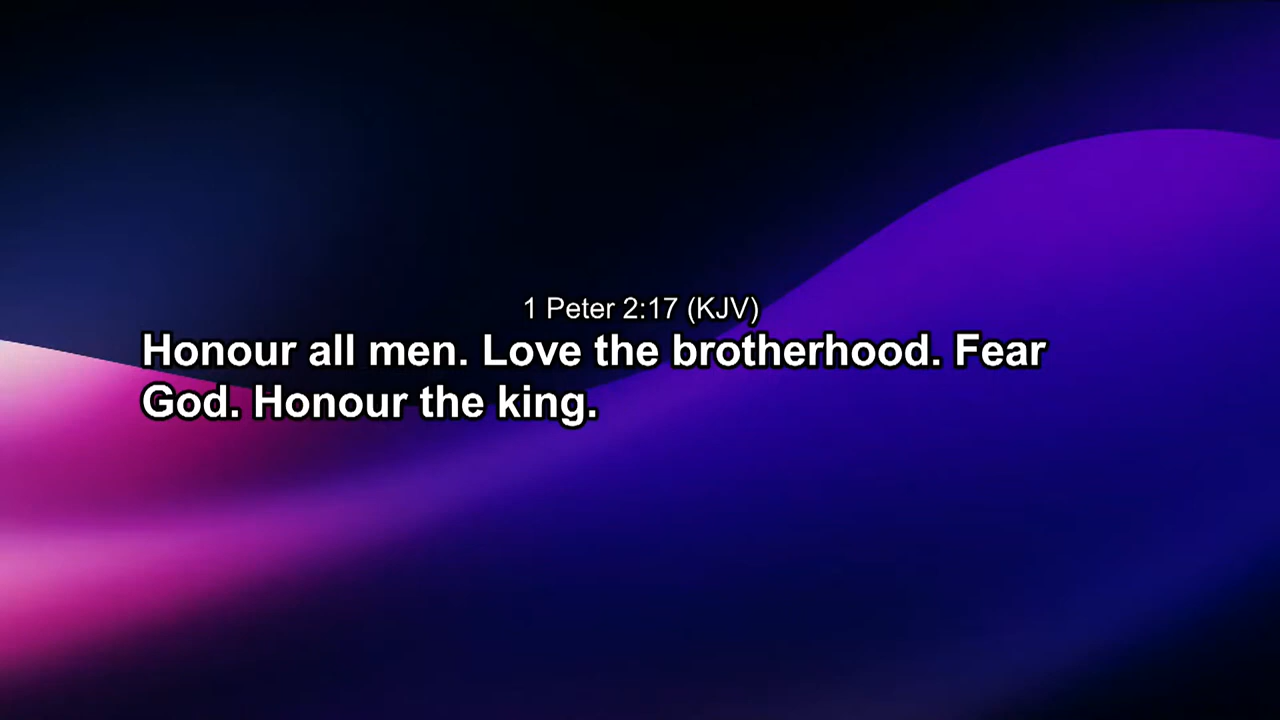 1 Peter 2:17 (KJV)
Honour all men. Love the brotherhood. Fear
God. Honour the king.